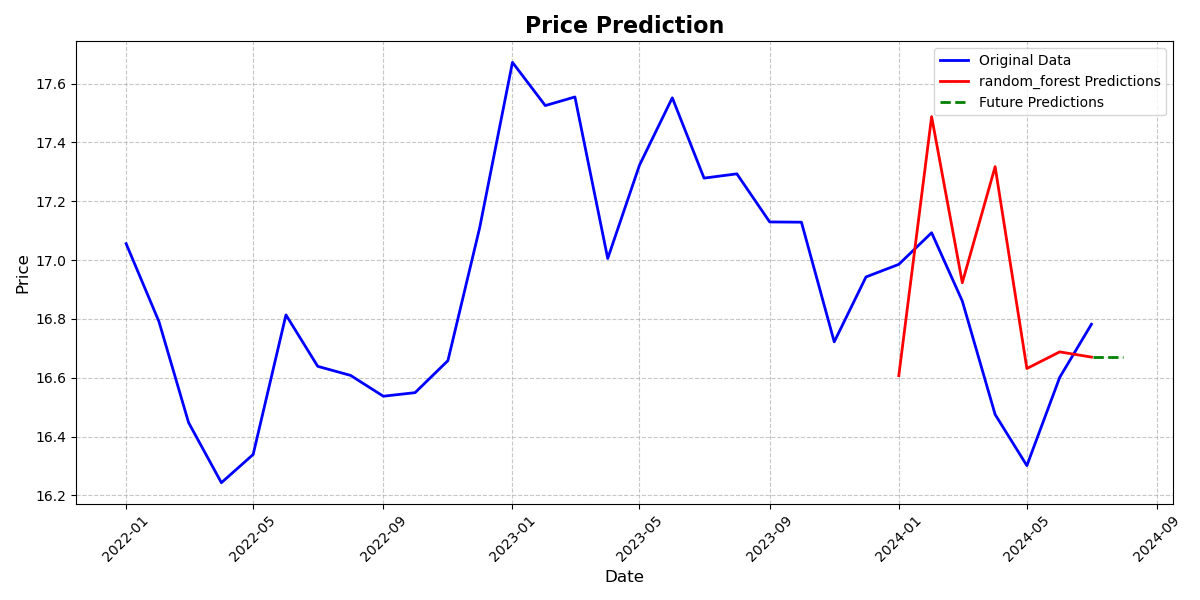 Price Prediction
Original Data
random_forest Predictions
Future Predictions
Price
17.6
17.4
17.2
17.0
16.8
16.6
16.4
16.2
2022-01
2022-05
2022-09
2023-01
2023-05
2023-09
2024-01
2024-05
2024-09
Date